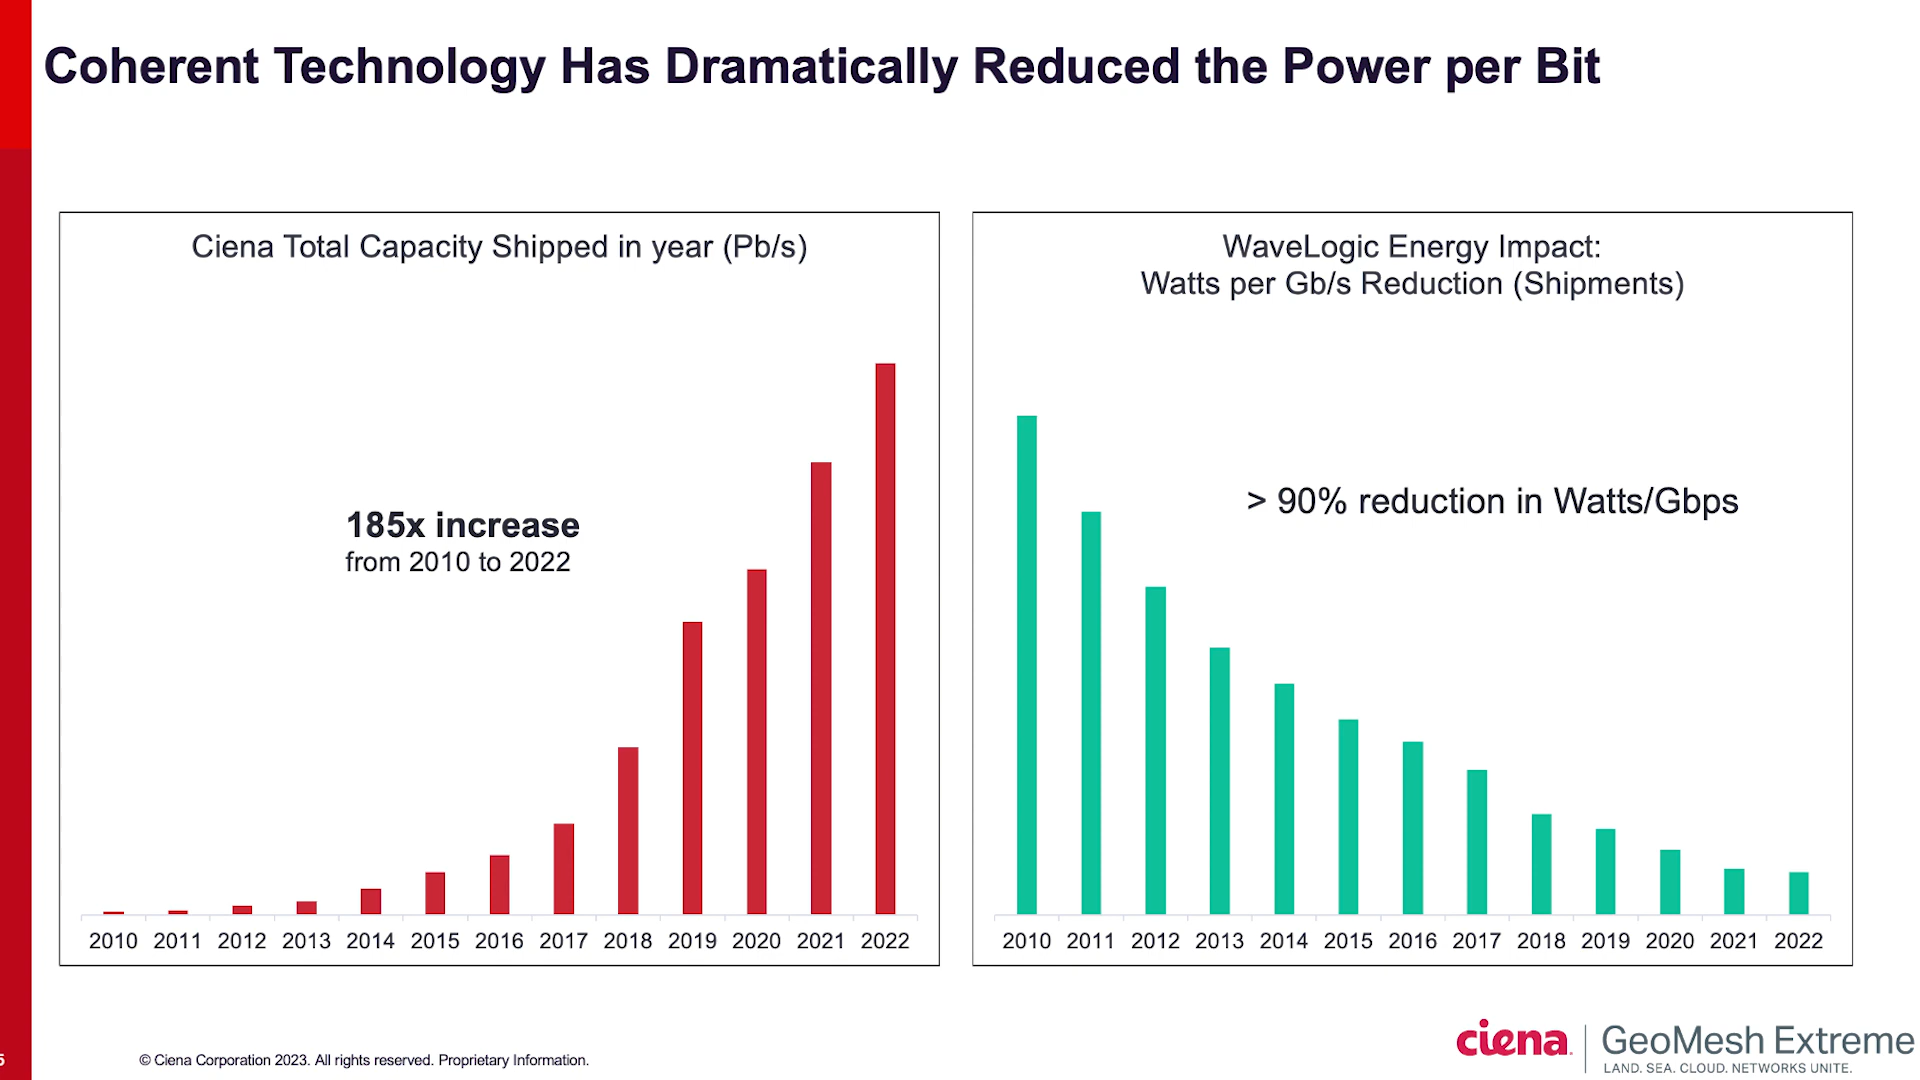 Coherent Technology Has Dramatically Reduced the Power per Bit
Ciena Total Capacity Shipped in year (Pb/s)
185x increase
from 2010 to 2022
2010 2011 2012 2013 2014 2015 2016 2017 2018 2019 2020 2021 2022
WaveLogic Energy Impact:
Watts per Gb/s Reduction (Shipments)
> 90% reduction in Watts/Gbps
2010 2011 2012 2013 2014 2015 2016 2017 2018 2019 2020 2021 2022
© Ciena Corporation 2023. All rights reserved. Proprietary Information.
ciena
GeoMesh Extreme
LAND. SEA. CLOUD. NETWORKS UNITE.